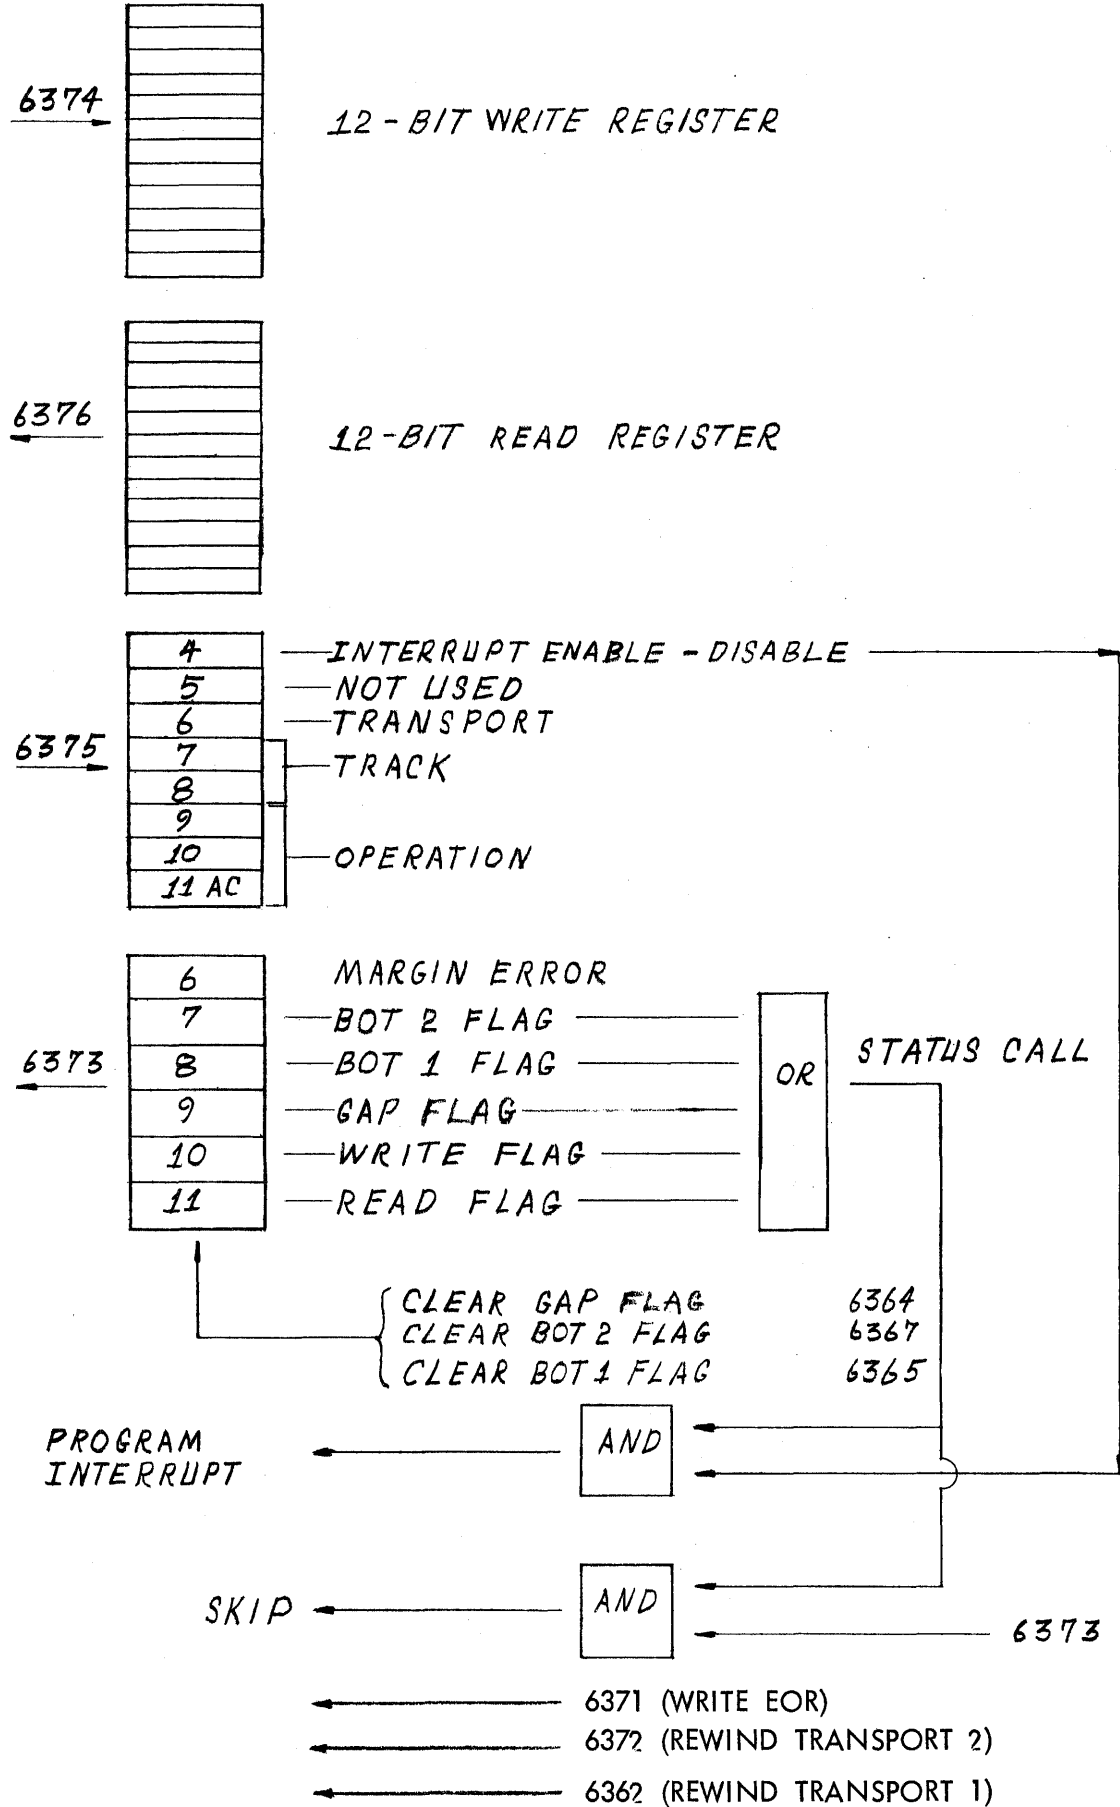 6374
12-BIT WRITE REGISTER
6376
12-BIT READ REGISTER
4 INTERRUPT ENABLE - DISABLE
5 NOT USED
6 TRANSPORT
6375
7
TRACK
8
9
10 OPERATION
11 AC
6 MARGIN ERROR
7 BOT 2 FLAG
6373
8 BOT 1 FLAG
OR
STATUS CALL
9 GAP FLAG
10 WRITE FLAG
11 READ FLAG
CLEAR GAP FLAG 6364
CLEAR BOT 2 FLAG 6367
CLEAR BOT 1 FLAG 6365
PROGRAM
INTERRUPT
AND
SKIP
AND
6373
6371 (WRITE EOR)
6372 (REWIND TRANSPORT 2)
6362 (REWIND TRANSPORT 1)